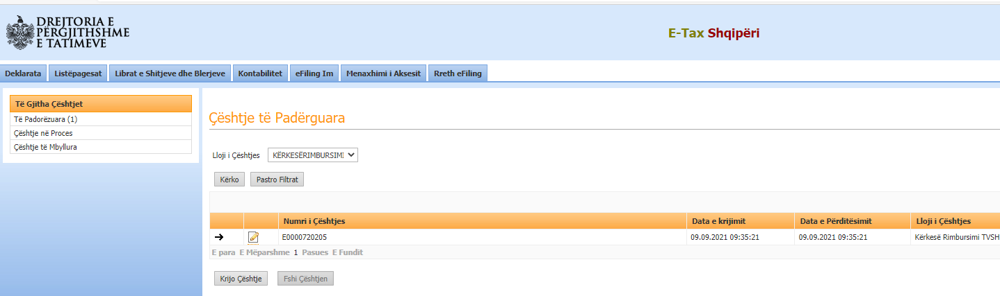 DREJTORIA E
PËRGJITHSHME
E TATIMEVE
E-Tax Shqipëri
Deklarata Listëpagesat Librat e Shitjeve dhe Blerjeve Kontabilitet eFiling Im Menaxhimi i Aksesit Rreth eFiling
Të Gjitha Çështjet
Të Padorëzuara (1)
Çështje në Proces
Çështje të Mbyllura
Çështje të Padërguara
Lloji i Çështjes KËRKESËRIMBURSIMI
Kërko Pastro Filtrat
Numri i Çështjes Data e krijimit Data e Përditësimit Lloji i Çështjes
E0000720205 09.09.2021 09:35:21 09.09.2021 09:35:21 Kërkesë Rimbursimi TVSH
E para E Mëparshme 1 Pasues E Fundit
Krijo Çështje Fshi Çështjen